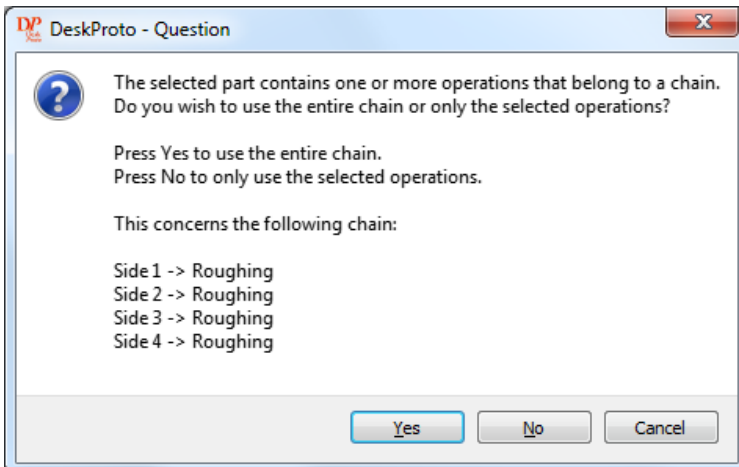 DeskProto - Question
The selected part contains one or more operations that belong to a chain.
Do you wish to use the entire chain or only the selected operations?
Press Yes to use the entire chain.
Press No to only use the selected operations.
This concerns the following chain:
Side 1 -> Roughing
Side 2 -> Roughing
Side 3 -> Roughing
Side 4 -> Roughing
Yes No Cancel